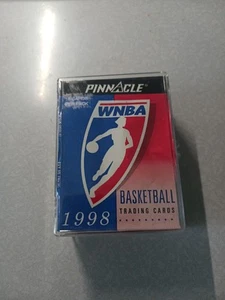 PINNACLE
WNBA
BASKETBALL
TRADING CARDS
1998